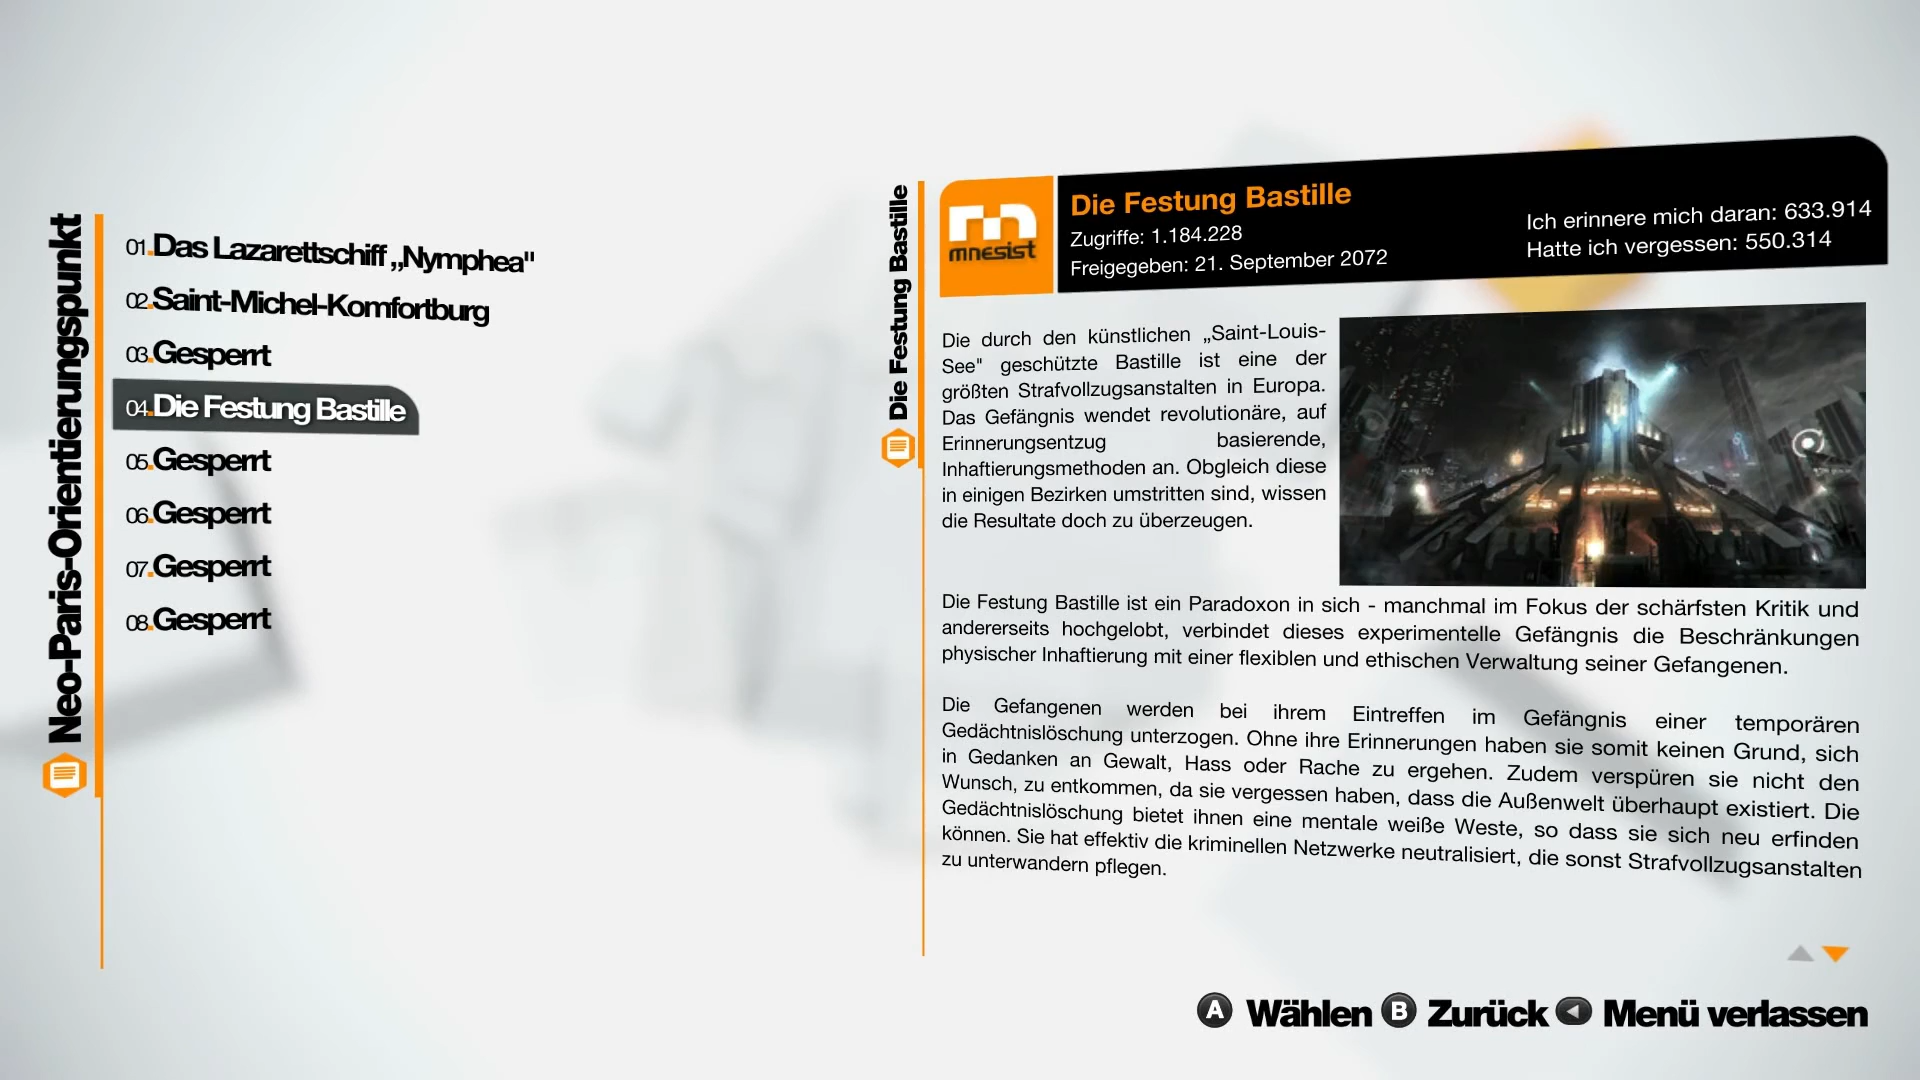 Neo-Paris-Orientierungspunkt
01.Das Lazarettschiff „Nymphea"
02.Saint-Michel-Komfortburg
03.Gesperrt
04.Die Festung Bastille
05.Gesperrt
06.Gesperrt
07.Gesperrt
08.Gesperrt
Die Festung Bastille
mnesist
Die Festung Bastille
Zugriffe: 1.184.228
Freigegeben: 21. September 2072
Ich erinnere mich daran: 633.914
Hatte ich vergessen: 550.314
Die durch den künstlichen „Saint-Louis-
See" geschützte Bastille ist eine der
größten Strafvollzugsanstalten in Europa.
Das Gefängnis wendet revolutionäre, auf
Erinnerungsentzug basierende,
Inhaftierungsmethoden an. Obgleich diese
in einigen Bezirken umstritten sind, wissen
die Resultate doch zu überzeugen.
Die Festung Bastille ist ein Paradoxon in sich - manchmal im Fokus der schärfsten Kritik und
andererseits hochgelobt, verbindet dieses experimentelle Gefängnis die Beschränkungen
physischer Inhaftierung mit einer flexiblen und ethischen Verwaltung seiner Gefangenen.
Die Gefangenen werden bei ihrem Eintreffen im Gefängnis einer temporären
Gedächtnislöschung unterzogen. Ohne ihre Erinnerungen haben sie somit keinen Grund, sich
in Gedanken an Gewalt, Hass oder Rache zu ergehen. Zudem verspüren sie nicht den
Wunsch, zu entkommen, da sie vergessen haben, dass die Außenwelt überhaupt existiert. Die
Gedächtnislöschung bietet ihnen eine mentale weiße Weste, so dass sie sich neu erfinden
können. Sie hat effektiv die kriminellen Netzwerke neutralisiert, die sonst Strafvollzugsanstalten
zu unterwandern pflegen.
A Wählen B Zurück Menü verlassen